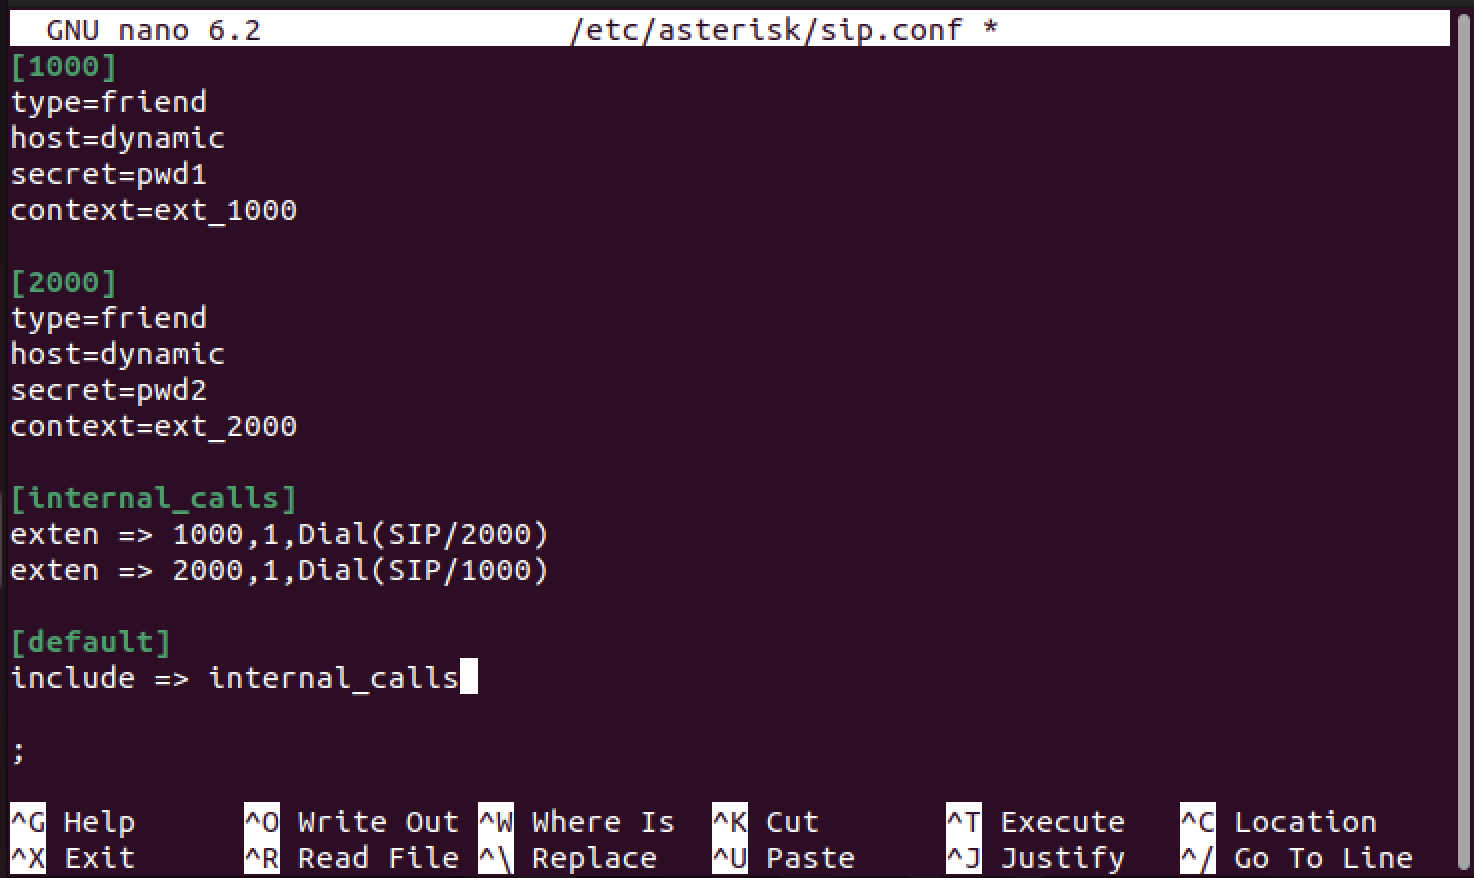 GNU nano 6.2 /etc/asterisk/sip.conf *
[1000]
type=friend
host=dynamic
secret=pwd1
context=ext_1000
[2000]
type=friend
host=dynamic
secret=pwd2
context=ext_2000
[internal_calls]
exten => 1000,1,Dial(SIP/2000)
exten => 2000,1,Dial(SIP/1000)
[default]
include => internal_calls
;
^G Help ^O Write Out ^W Where Is ^K Cut ^T Execute ^C Location
^X Exit ^R Read File ^\ Replace ^U Paste ^J Justify ^/ Go To Line